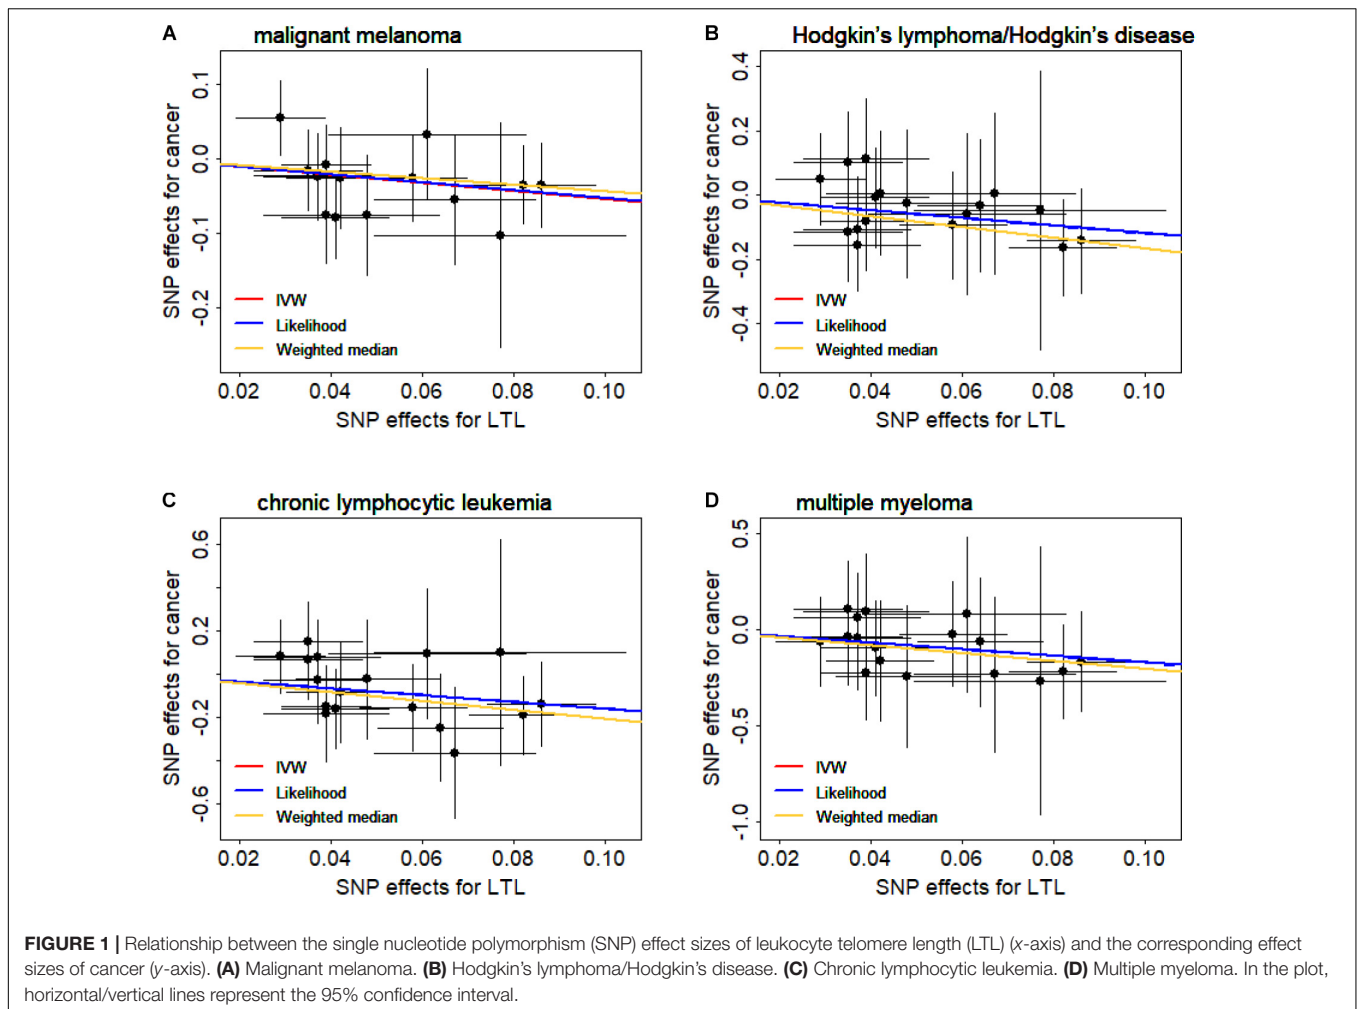 A malignant melanoma
SNP effects for cancer
0.1
0.0
-0.1
-0.2
IVW
Likelihood
Weighted median
0.02 0.04 0.06 0.08 0.10
SNP effects for LTL
B Hodgkin's lymphoma/Hodgkin's disease
SNP effects for cancer
0.4
0.2
0.0
-0.2
-0.4
IVW
Likelihood
Weighted median
0.02 0.04 0.06 0.08 0.10
SNP effects for LTL
C chronic lymphocytic leukemia
SNP effects for cancer
0.6
0.2
-0.2
-0.6
IVW
Likelihood
Weighted median
0.02 0.04 0.06 0.08 0.10
SNP effects for LTL
D multiple myeloma
SNP effects for cancer
0.5
0.0
-0.5
-1.0
IVW
Likelihood
Weighted median
0.02 0.04 0.06 0.08 0.10
SNP effects for LTL
FIGURE 1 | Relationship between the single nucleotide polymorphism (SNP) effect sizes of leukocyte telomere length (LTL) (x-axis) and the corresponding effect
sizes of cancer (y-axis). (A) Malignant melanoma. (B) Hodgkin's lymphoma/Hodgkin's disease. (C) Chronic lymphocytic leukemia. (D) Multiple myeloma. In the plot,
horizontal/vertical lines represent the 95% confidence interval.